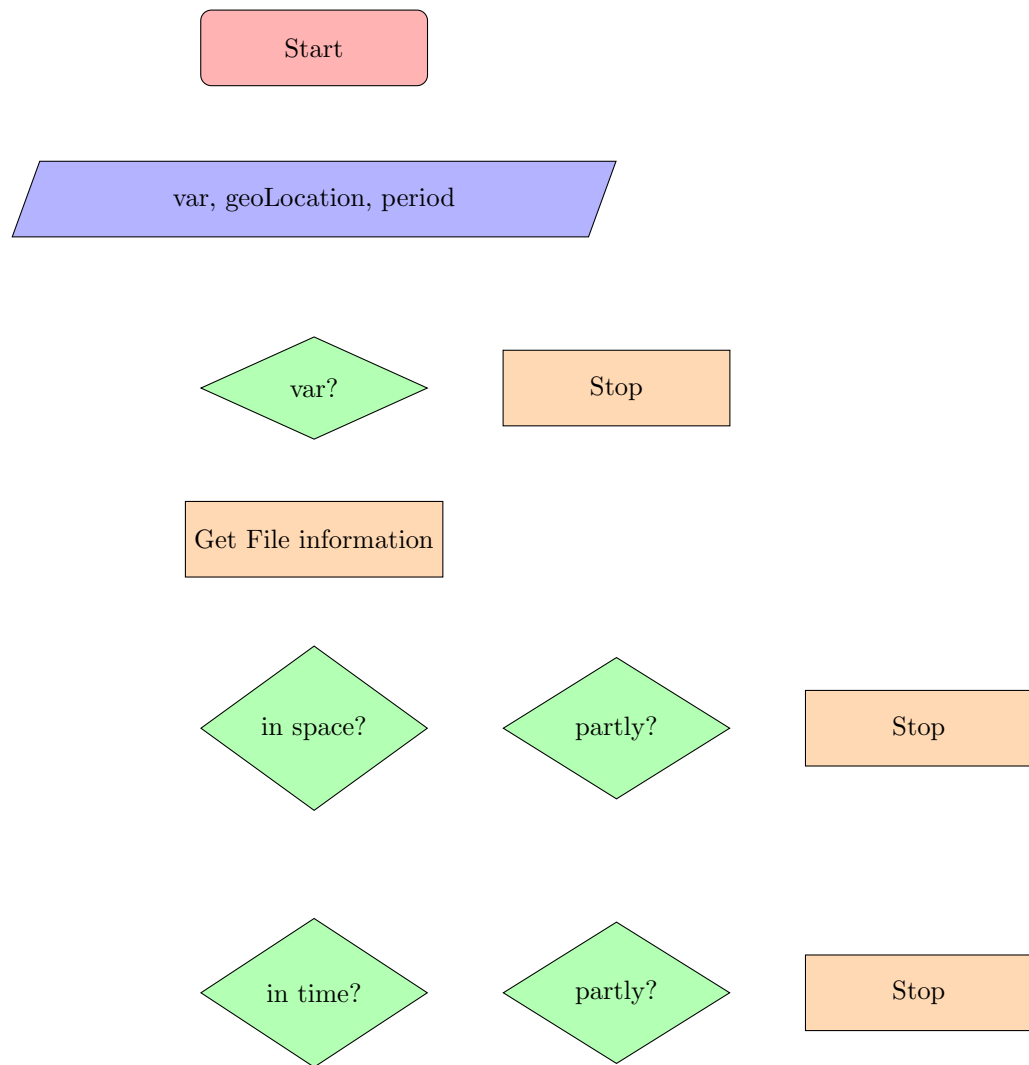 Start
var, geoLocation, period
var?
Stop
Get File information
in space?
partly?
Stop
in time?
partly?
Stop